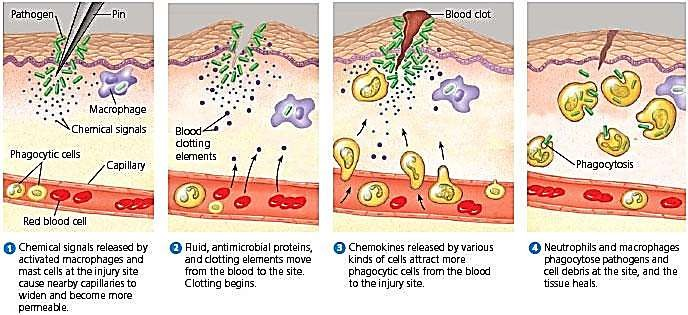 Pathogen
Pin
Macrophage
Chemical signals
Phagocytic cells
Capillary
Red blood cell
1 Chemical signals released by
activated macrophages and
mast cells at the injury site
cause nearby capillaries to
widen and become more
permeable.
Blood
clotting
elements
2 Fluid, antimicrobial proteins,
and clotting elements move
from the blood to the site.
Clotting begins.
Blood clot
3 Chemokines released by various
kinds of cells attract more
phagocytic cells from the blood
to the injury site.
Phagocytosis
4 Neutrophils and macrophages
phagocytose pathogens and
cell debris at the site, and the
tissue heals.